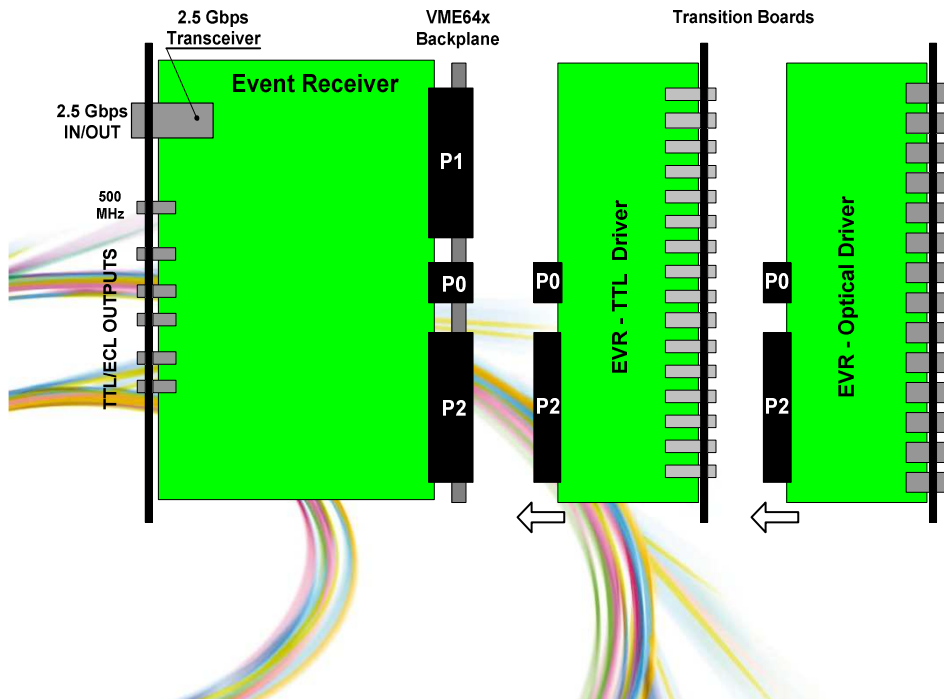 2.5 Gbps
Transceiver
VME64x
Backplane
Transition Boards
Event Receiver
2.5 Gbps
IN/OUT
500
MHz
TTL/ECL OUTPUTS
P1
P0
P2
P0
P2
EVR - TTL Driver
P0
P2
EVR - Optical Driver